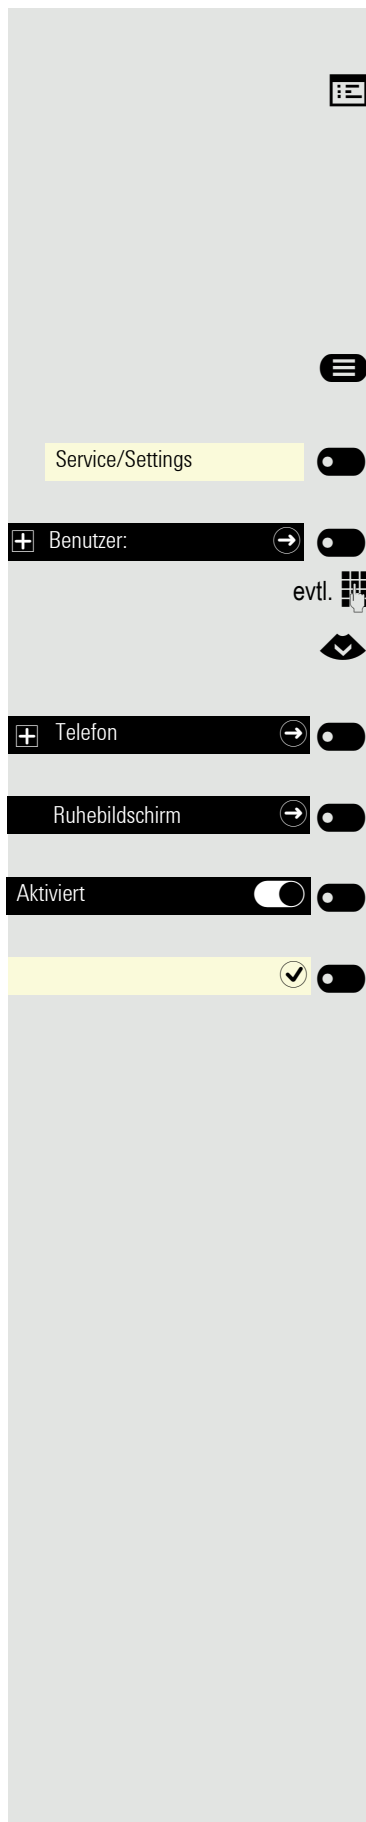 Service/Settings
Benutzer:
evtl.
Telefon
Ruhebildschirm
Aktiviert